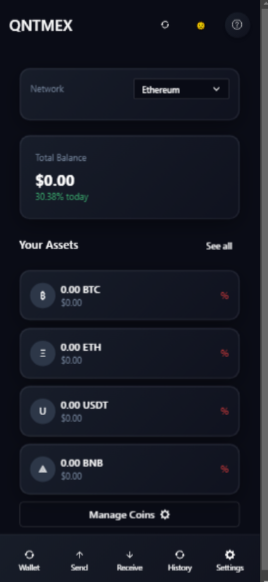 QNTMEX
Network
Ethereum
Total Balance
$0.00
30.38% today
Your Assets
See all
0.00 BTC
$0.00
%
0.00 ETH
$0.00
%
U
0.00 USDT
$0.00
%
0.00 BNB
$0.00
%
Manage Coins
Wallet
Send
Receive
History
Settings